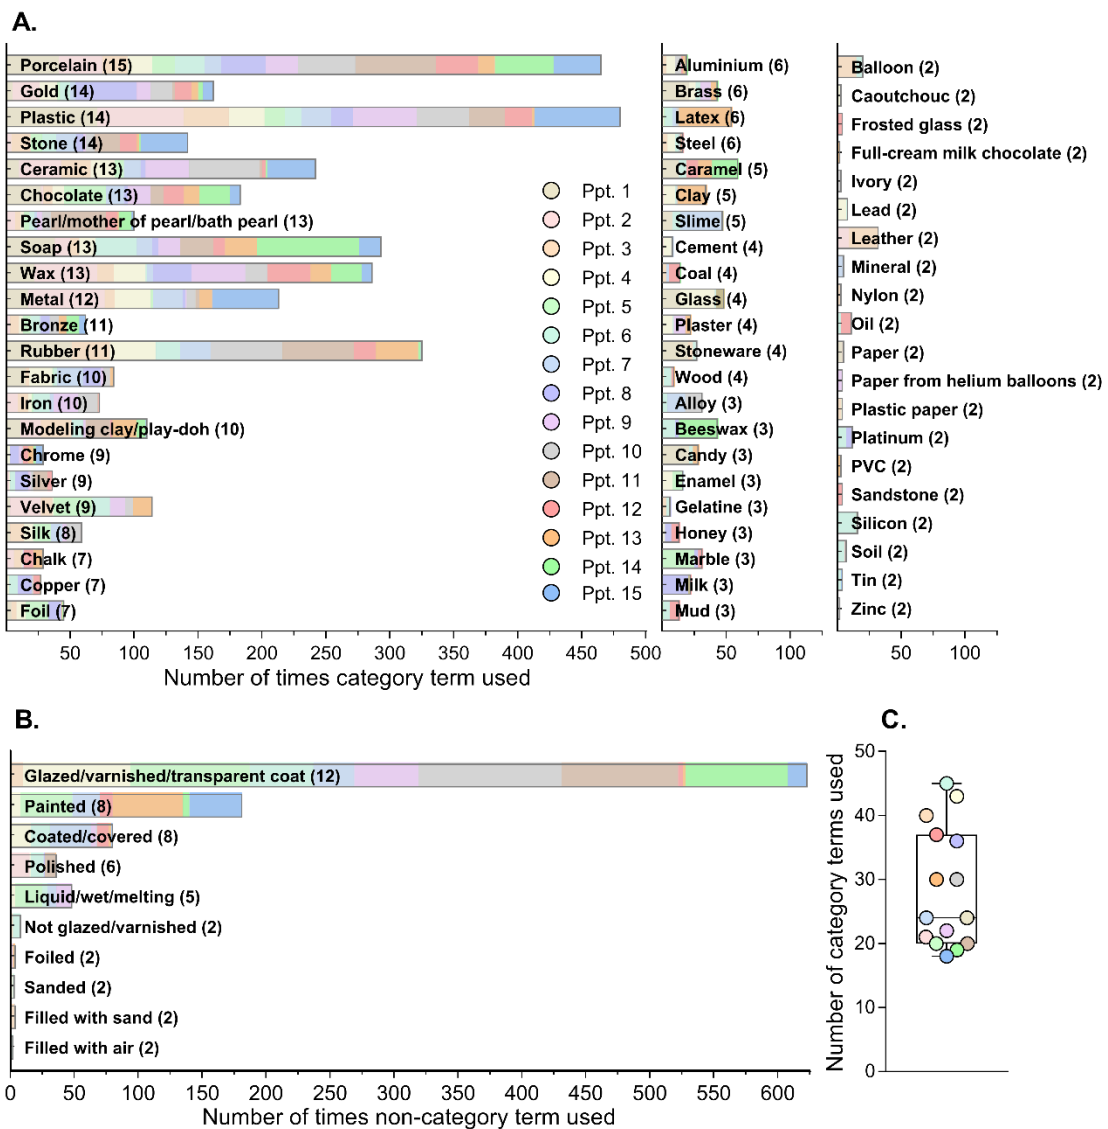 A.
Porcelain (15)
Gold (14)
Plastic (14)
Stone (14)
Ceramic (13)
Chocolate (13)
Pearl/mother of pearl/bath pearl (13)
Soap (13)
Wax (13)
Metal (12)
Bronze (11)
Rubber (11)
Fabric (10)
Iron (10)
Modeling clay/play-doh (10)
Chrome (9)
Silver (9)
Velvet (9)
Silk (8)
Chalk (7)
Copper (7)
Foil (7)
50 100 150 200 250 300 350 400 450 500
Number of times category term used
Ppt. 1
Ppt. 2
Ppt. 3
Ppt. 4
Ppt. 5
Ppt. 6
Ppt. 7
Ppt. 8
Ppt. 9
Ppt. 10
Ppt. 11
Ppt. 12
Ppt. 13
Ppt. 14
Ppt. 15
Aluminium (6)
Brass (6)
Latex (6)
Steel (6)
Caramel (5)
Clay (5)
Slime (5)
Cement (4)
Coal (4)
Glass (4)
Plaster (4)
Stoneware (4)
Wood (4)
Alloy (3)
Beeswax (3)
Candy (3)
Enamel (3)
Gelatine (3)
Honey (3)
Marble (3)
Milk (3)
Mud (3)
50 100
Balloon (2)
Caoutchouc (2)
Frosted glass (2)
Full-cream milk chocolate (2)
Ivory (2)
Lead (2)
Leather (2)
Mineral (2)
Nylon (2)
Oil (2)
Paper (2)
Paper from helium balloons (2)
Plastic paper (2)
Platinum (2)
PVC (2)
Sandstone (2)
Silicon (2)
Soil (2)
Tin (2)
Zinc (2)
50 100
B.
Glazed/varnished/transparent coat (12)
Painted (8)
Coated/covered (8)
Polished (6)
Liquid/wet/melting (5)
Not glazed/varnished (2)
Foiled (2)
Sanded (2)
Filled with sand (2)
Filled with air (2)
0 50 100 150 200 250 300 350 400 450 500 550 600
Number of times non-category term used
C.
Number of category terms used
50
40
30
20
10
0